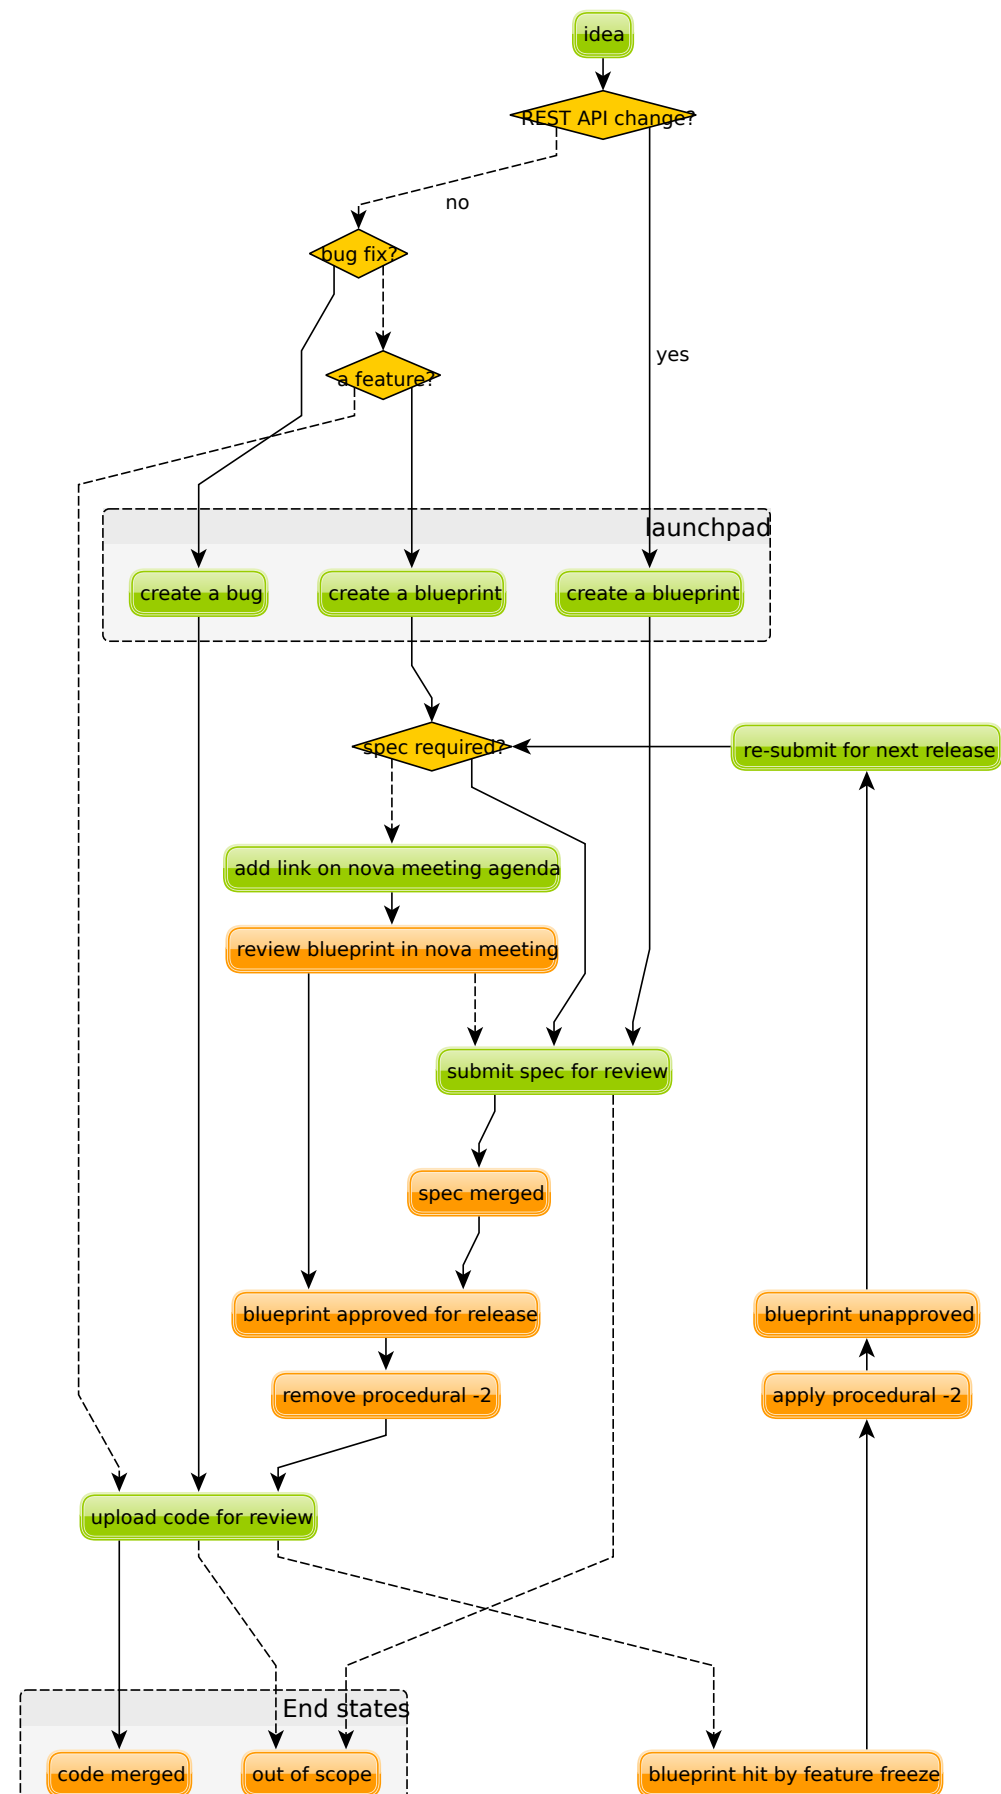 idea
REST API change?
no
bug fix?
yes
a feature?
launchpad
create a bug
create a blueprint
create a blueprint
spec required?
re-submit for next release
add link on nova meeting agenda
review blueprint in nova meeting
submit spec for review
spec merged
blueprint approved for release
blueprint unapproved
remove procedural -2
apply procedural -2
upload code for review
End states
code merged
out of scope
blueprint hit by feature freeze